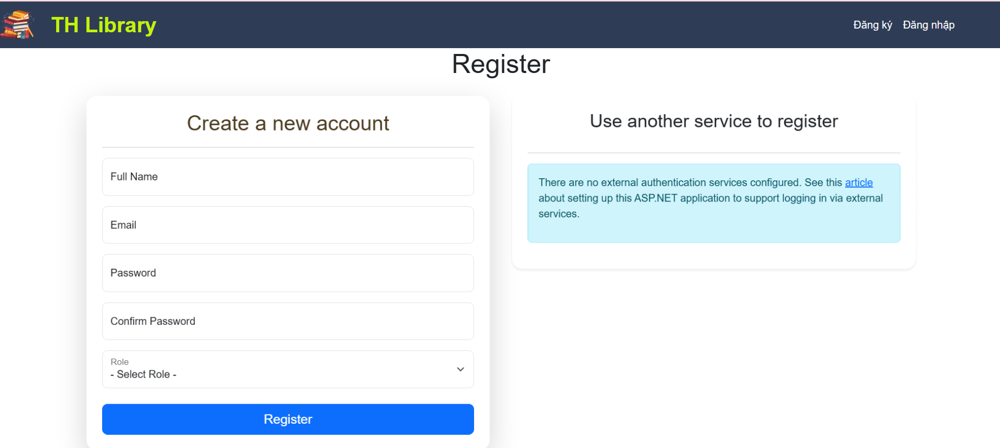 TH Library
Đăng ký
Đăng nhập
Register
Create a new account
Full Name
Email
Password
Confirm Password
Role
- Select Role -
Register
Use another service to register
There are no external authentication services configured. See this article
about setting up this ASP.NET application to support logging in via external
services.